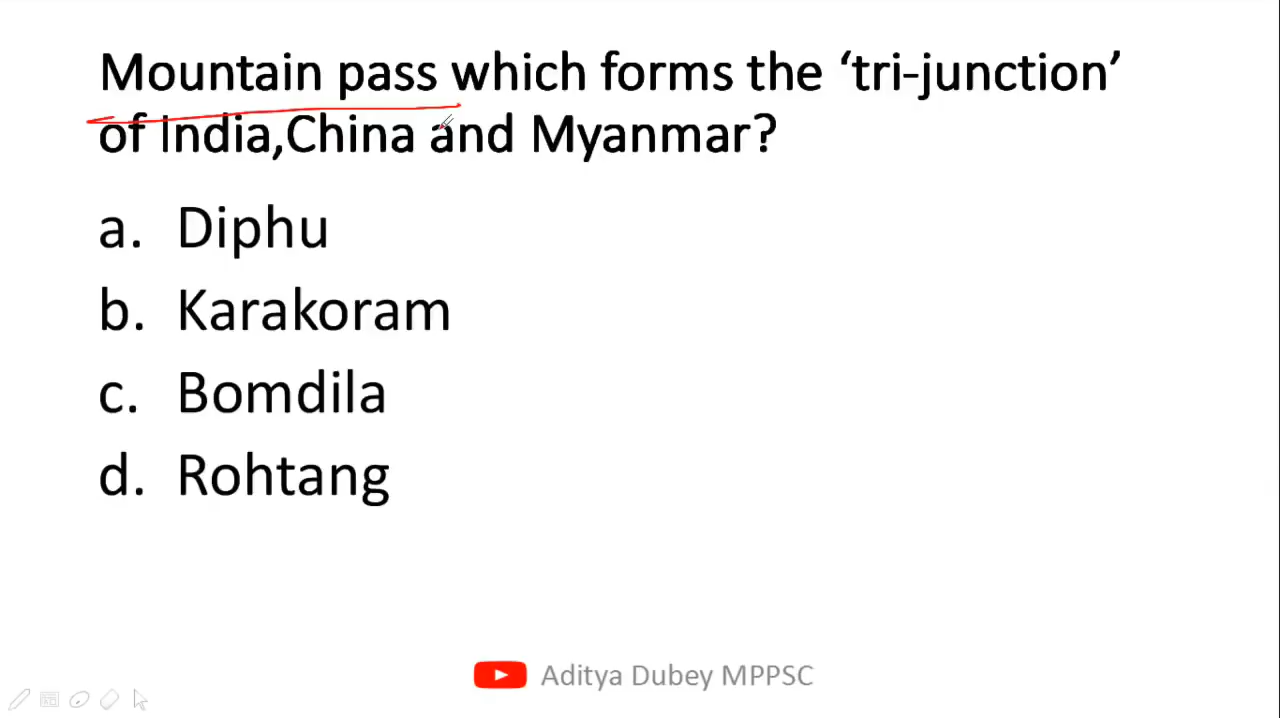 Mountain pass which forms the ‘tri-junction’
of India,China and Myanmar?
a. Diphu
b. Karakoram
c. Bomdila
d. Rohtang
Aditya Dubey MPPSC